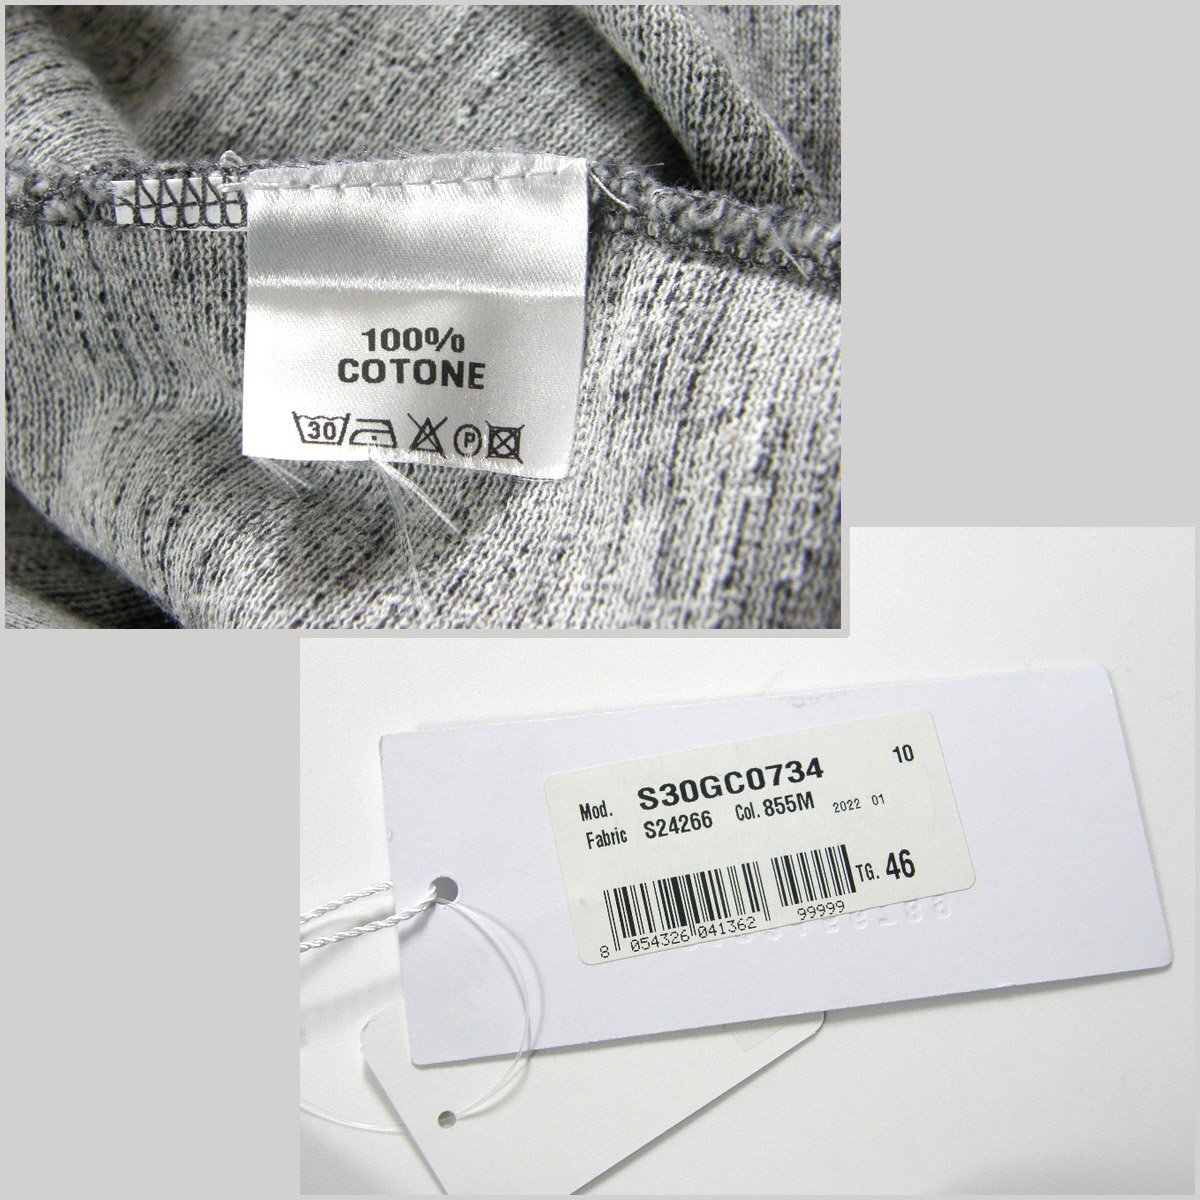 100%
COTONE
30 P
10
Mod. S30GC0734
Fabric S24266 Col. 855M 2022 01
TG. 46
99999
8 054326 041362